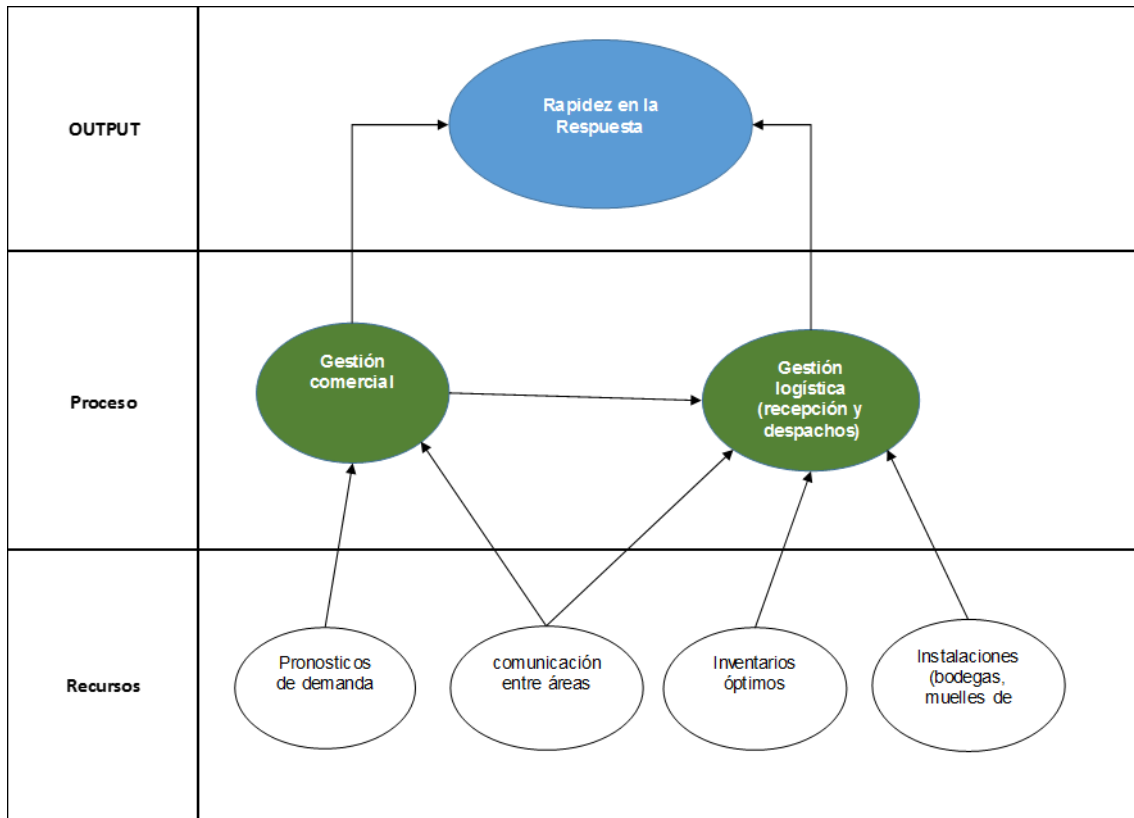 OUTPUT
Rapidez en la
Respuesta
Proceso
Gestión
comercial
Gestión
logística
(recepción y
despachos)
Recursos
Pronosticos
de demanda
comunicación
entre áreas
Inventarios
óptimos
Instalaciones
(bodegas,
muelles de